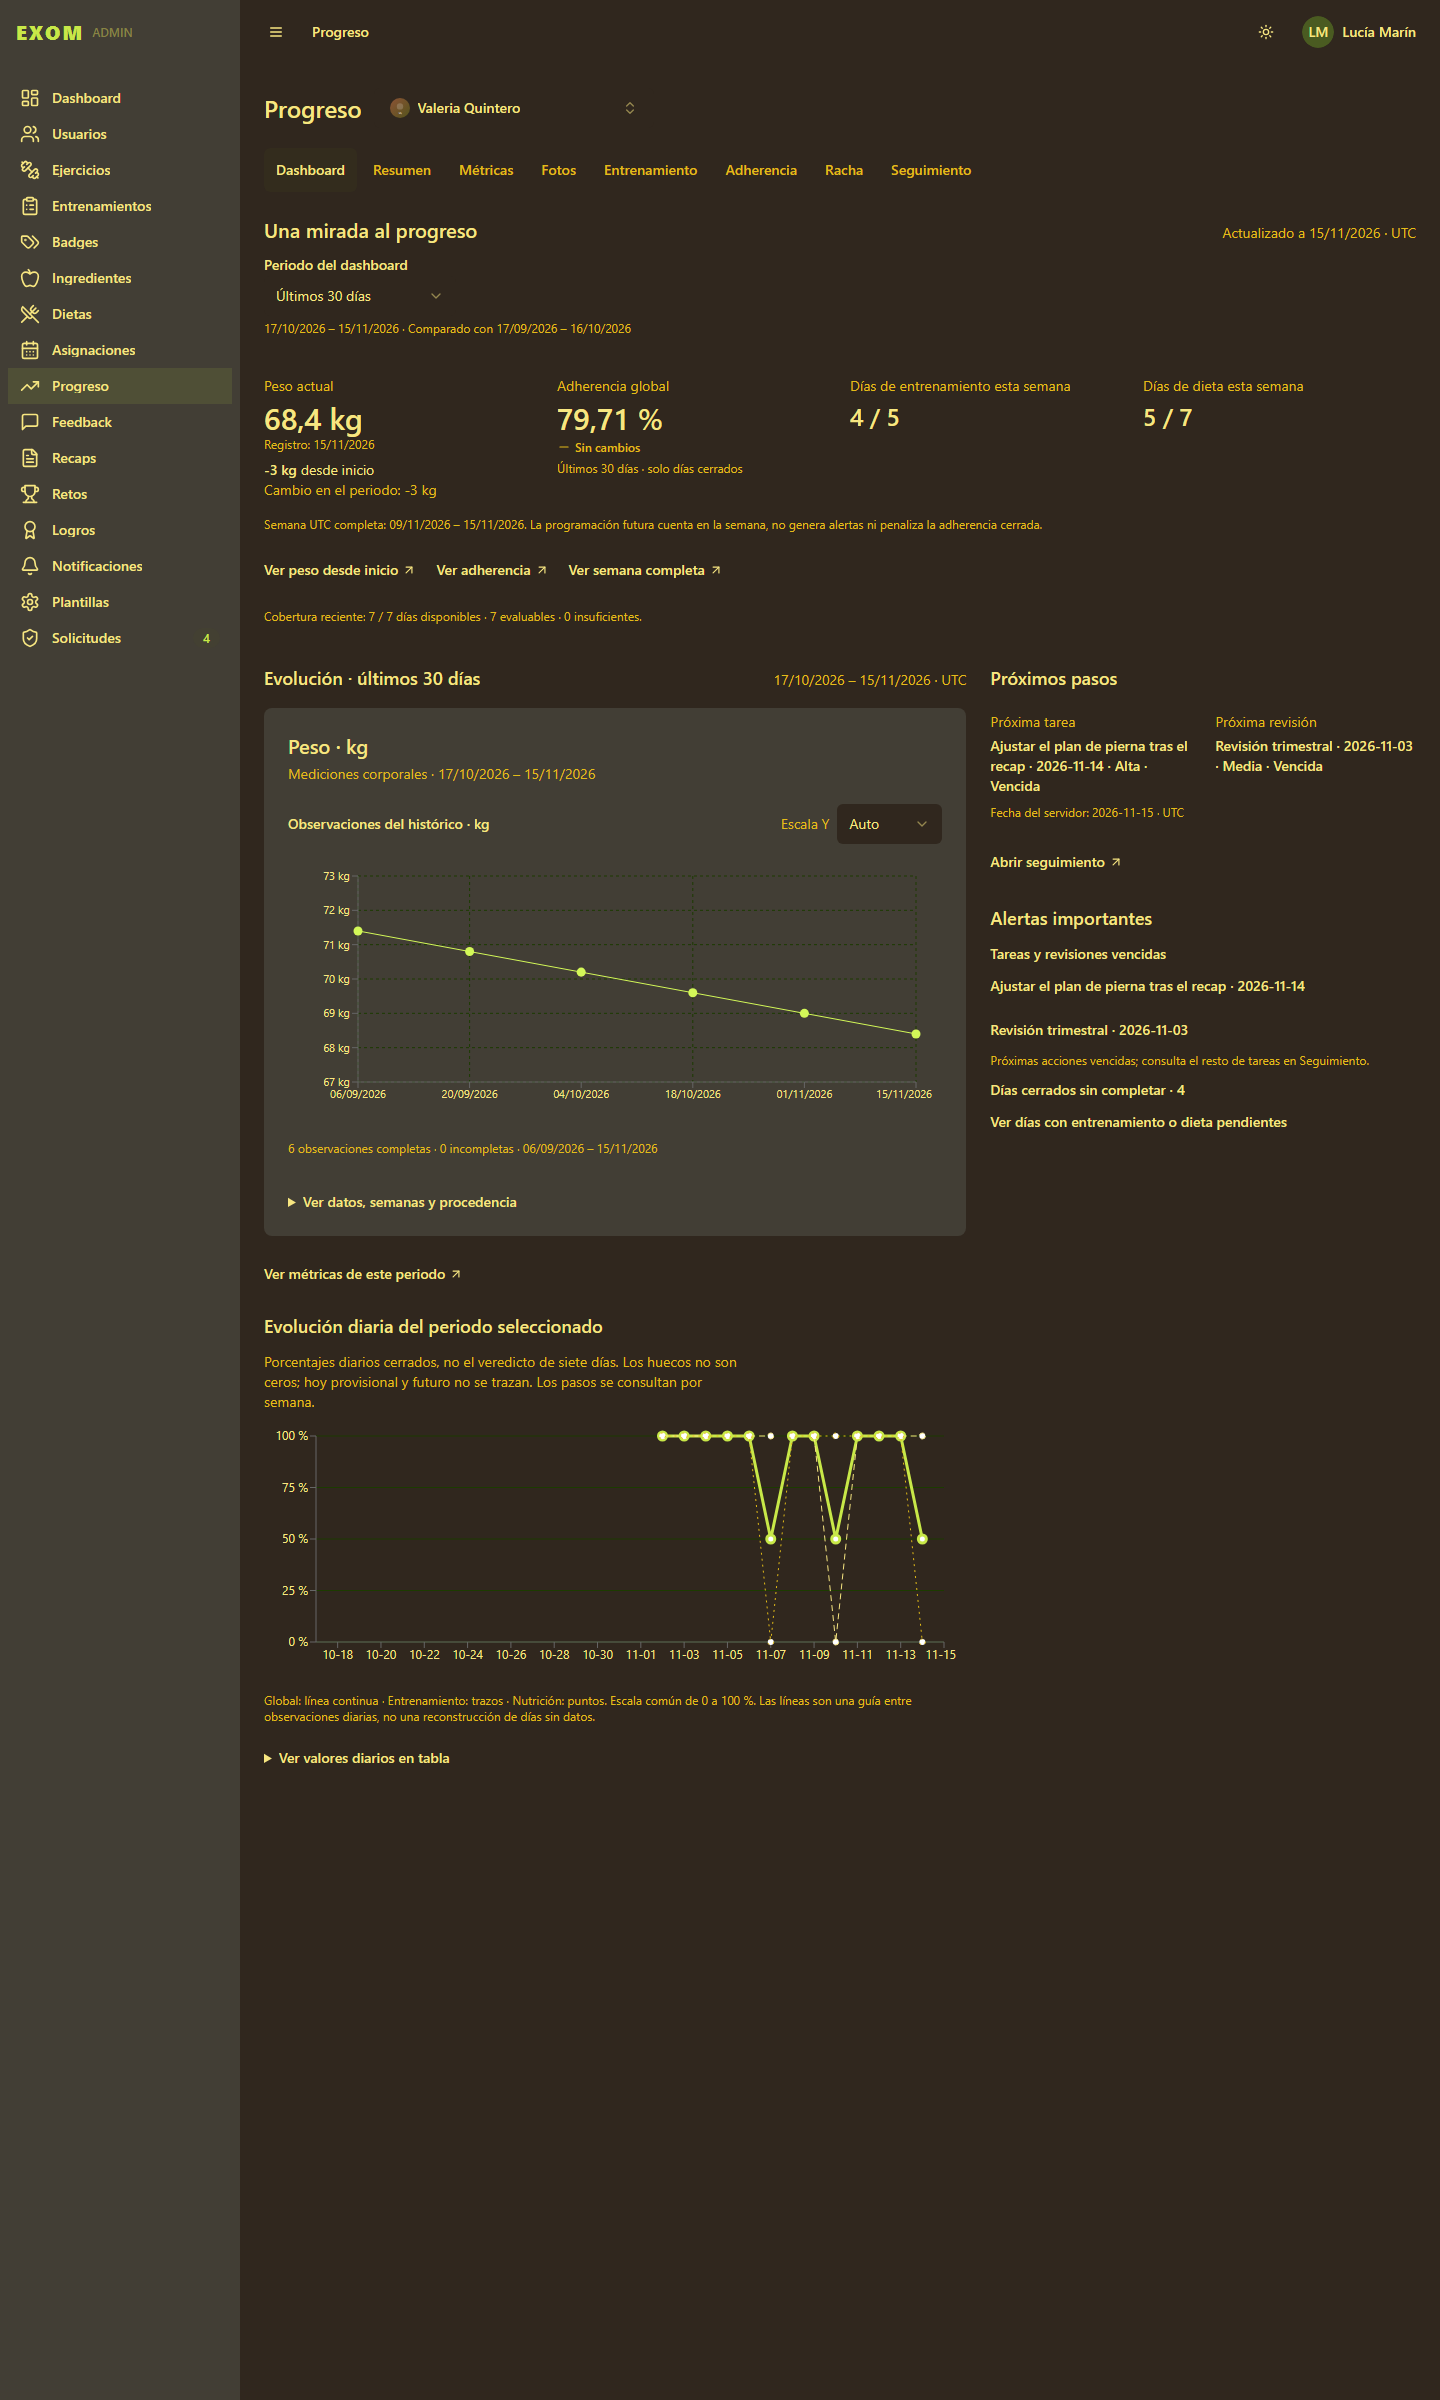 EXOM ADMIN
Dashboard
Usuarios
Ejercicios
Entrenamientos
Badges
Ingredientes
Dietas
Asignaciones
Progreso
Feedback
Recaps
Retos
Logros
Notificaciones
Plantillas
Solicitudes 4
Progreso
LM Lucía Marín
Progreso Valeria Quintero
Dashboard Resumen Métricas Fotos Entrenamiento Adherencia Racha Seguimiento
Una mirada al progreso
Actualizado a 15/11/2026 · UTC
Periodo del dashboard
Últimos 30 días
17/10/2026 – 15/11/2026 · Comparado con 17/09/2026 – 16/10/2026
Peso actual
68,4 kg
Registro: 15/11/2026
-3 kg desde inicio
Cambio en el periodo: -3 kg
Adherencia global
79,71 %
— Sin cambios
Últimos 30 días · solo días cerrados
Días de entrenamiento esta semana
4 / 5
Días de dieta esta semana
5 / 7
Semana UTC completa: 09/11/2026 – 15/11/2026. La programación futura cuenta en la semana, no genera alertas ni penaliza la adherencia cerrada.
Ver peso desde inicio Ver adherencia Ver semana completa
Cobertura reciente: 7 / 7 días disponibles · 7 evaluables · 0 insuficientes.
Evolución · últimos 30 días
17/10/2026 – 15/11/2026 · UTC
Peso · kg
Mediciones corporales · 17/10/2026 – 15/11/2026
Observaciones del histórico · kg
Escala Y Auto
73 kg
72 kg
71 kg
70 kg
69 kg
68 kg
67 kg
06/09/2026 20/09/2026 04/10/2026 18/10/2026 01/11/2026 15/11/2026
6 observaciones completas · 0 incompletas · 06/09/2026 – 15/11/2026
Ver datos, semanas y procedencia
Ver métricas de este periodo
Próximos pasos
Próxima tarea
Ajustar el plan de pierna tras el
recap · 2026-11-14 · Alta ·
Vencida
Próxima revisión
Revisión trimestral · 2026-11-03
· Media · Vencida
Fecha del servidor: 2026-11-15 · UTC
Abrir seguimiento
Alertas importantes
Tareas y revisiones vencidas
Ajustar el plan de pierna tras el recap · 2026-11-14
Revisión trimestral · 2026-11-03
Próximas acciones vencidas; consulta el resto de tareas en Seguimiento.
Días cerrados sin completar · 4
Ver días con entrenamiento o dieta pendientes
Evolución diaria del periodo seleccionado
Porcentajes diarios cerrados, no el veredicto de siete días. Los huecos no son
ceros; hoy provisional y futuro no se trazan. Los pasos se consultan por
semana.
100 %
75 %
50 %
25 %
0 %
10-18 10-20 10-22 10-24 10-26 10-28 10-30 11-01 11-03 11-05 11-07 11-09 11-11 11-13 11-15
Global: línea continua · Entrenamiento: trazos · Nutrición: puntos. Escala común de 0 a 100 %. Las líneas son una guía entre
observaciones diarias, no una reconstrucción de días sin datos.
Ver valores diarios en tabla